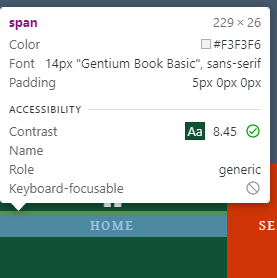 span 229 × 26
Color #F3F3F6
Font 14px "Gentium Book Basic", sans-serif
Padding 5px 0px 0px
ACCESSIBILITY
Contrast Aa 8.45
Name
Role generic
Keyboard-focusable
HOME SE